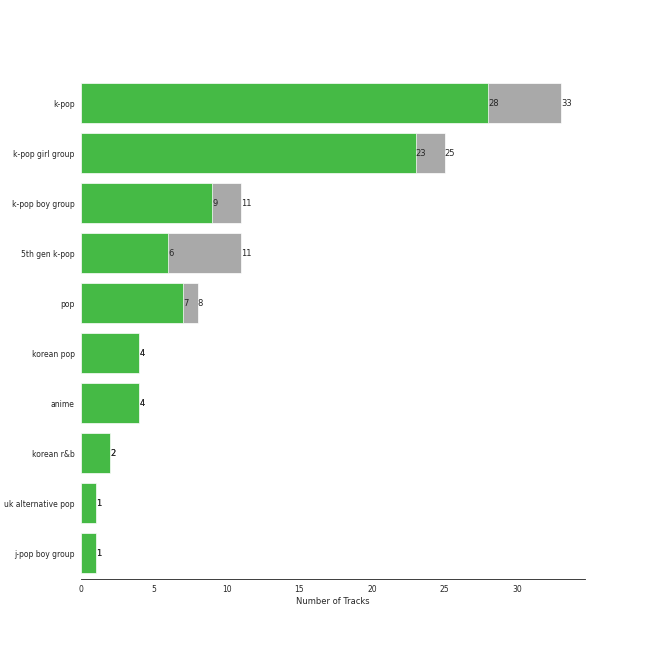 k-pop 28 33
k-pop girl group 23 25
k-pop boy group 9 11
5th gen k-pop 6 11
pop 7 8
korean pop 4
anime 4
korean r&b 2
uk alternative pop 1
j-pop boy group 1
0 5 10 15 20 25 30
Number of Tracks